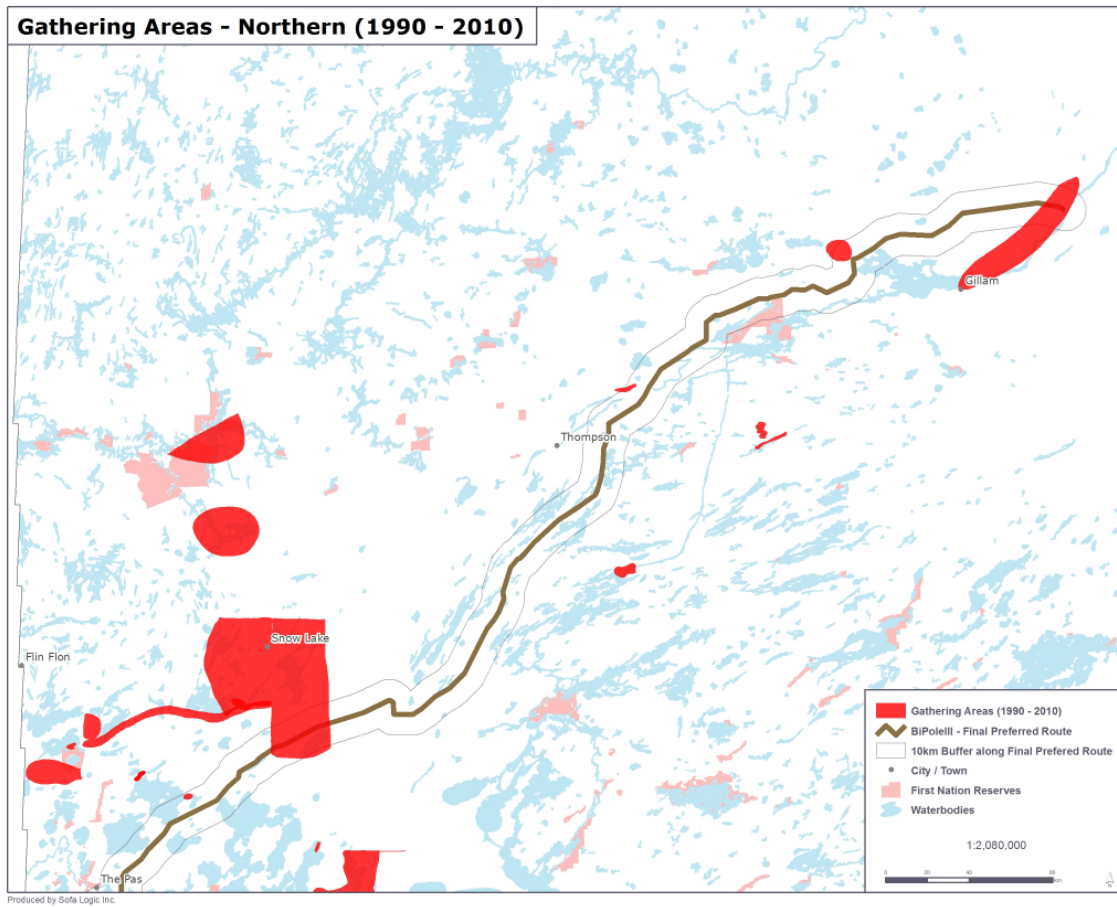 Gathering Areas - Northern (1990 - 2010)
Gillam
Thompson
Snow Lake
Flin Flon
The Pas
Gathering Areas (1990 - 2010)
BiPoleIII - Final Preferred Route
10km Buffer along Final Prefered Route
City / Town
First Nation Reserves
Waterbodies
1:2,080,000
0 20 40 80
km
N
Produced by Sofa Logic Inc.